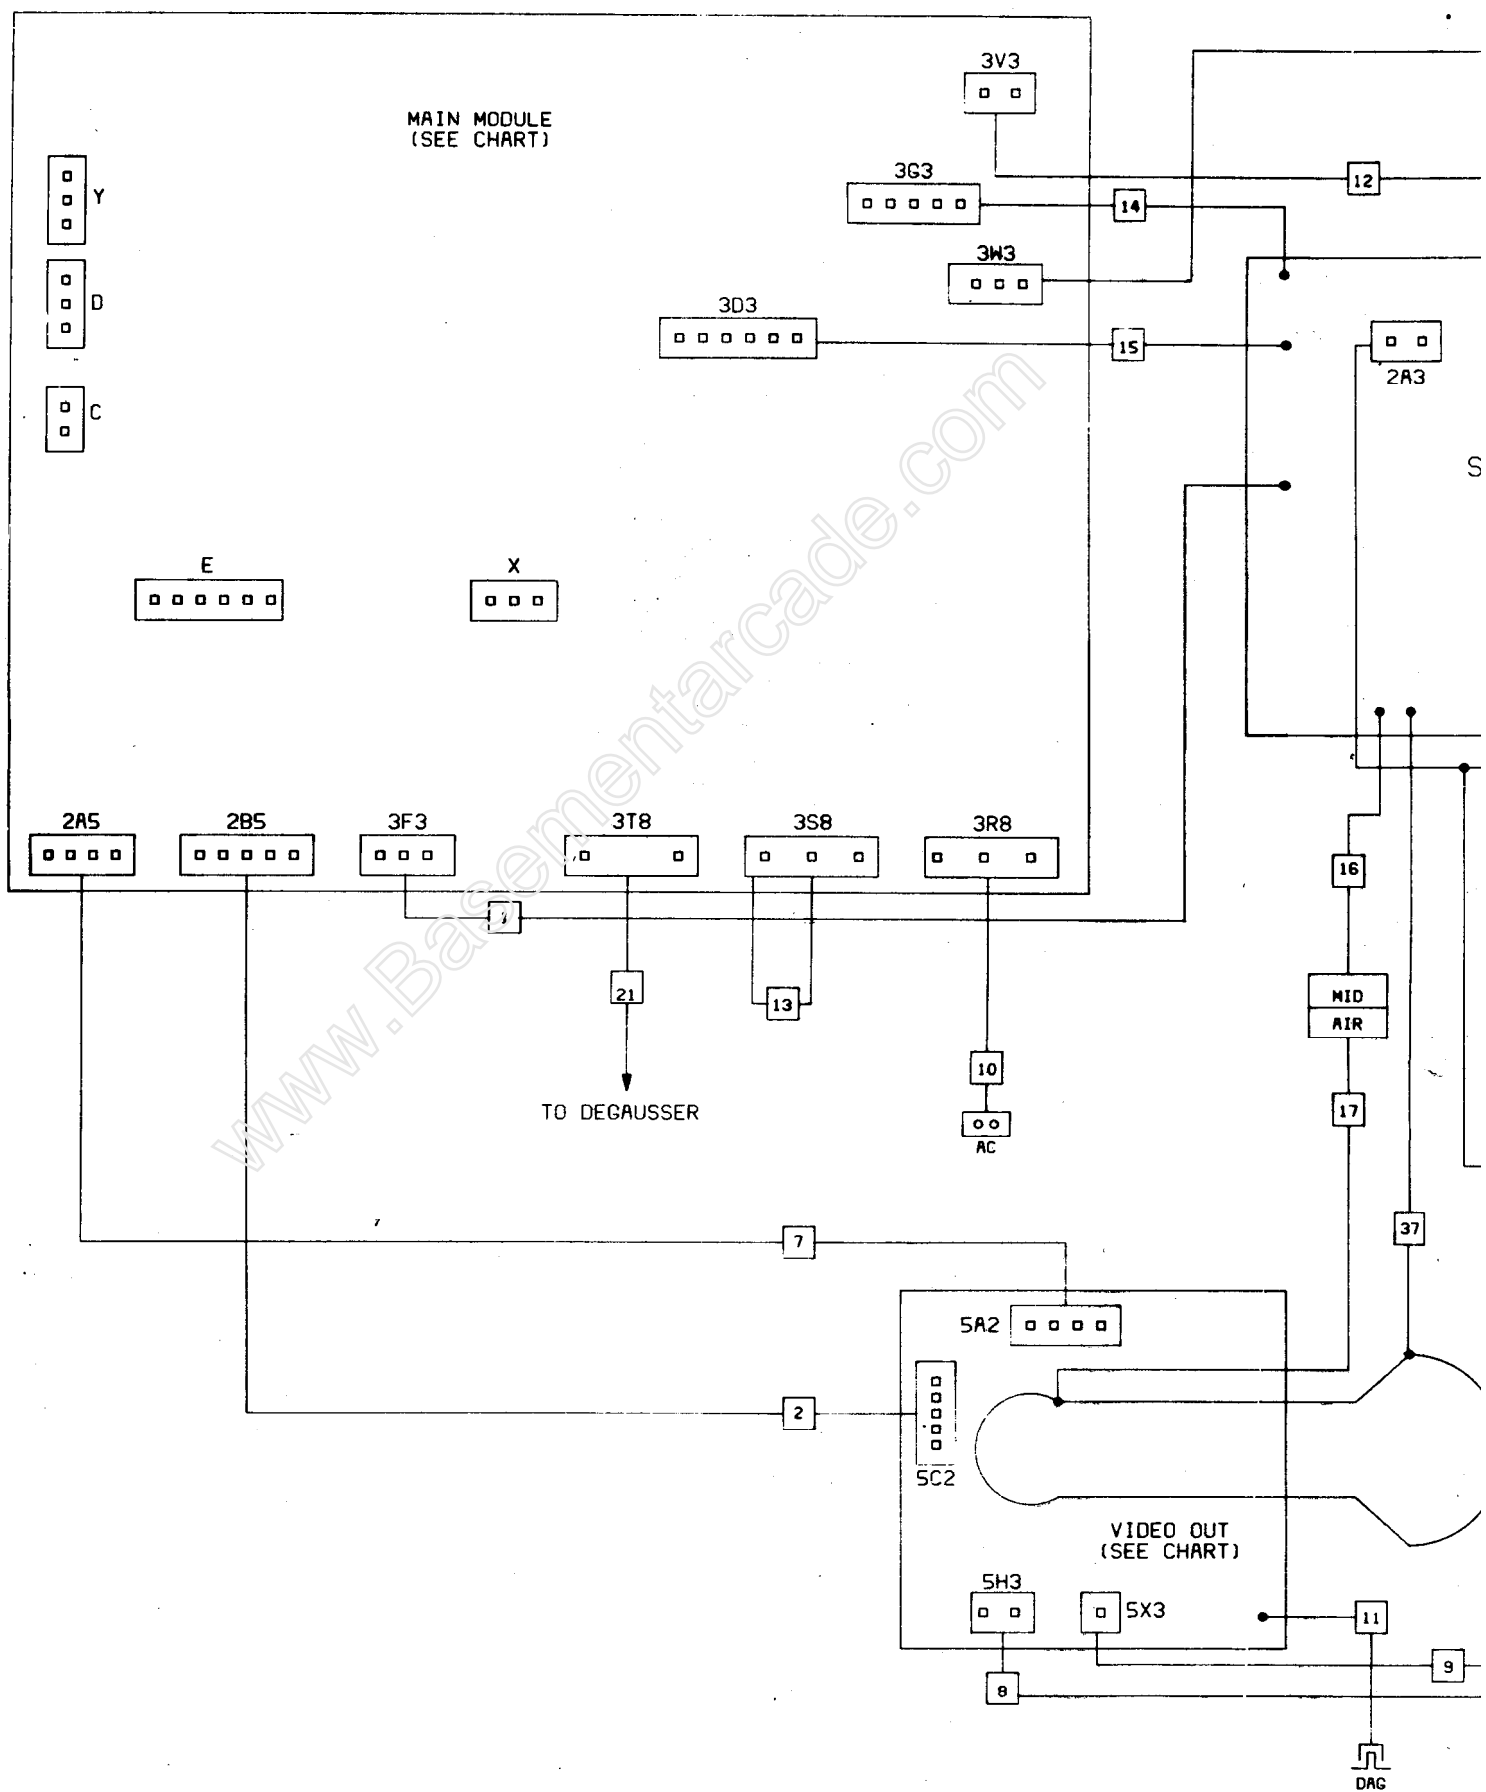 3V3
MAIN MODULE
(SEE CHART)
Y
3G3
12
14
3W3
D
3D3
15
2A3
C
S
E
X
2A5
2B5
3F3
3T8
3S8
3R8
16
21
13
MID
AIR
10
TO DEGAUSSER
17
AC
7
37
5A2
2
5C2
VIDEO OUT
(SEE CHART)
5H3
5X3
11
9
8
DAG
www.Basementarcade.com